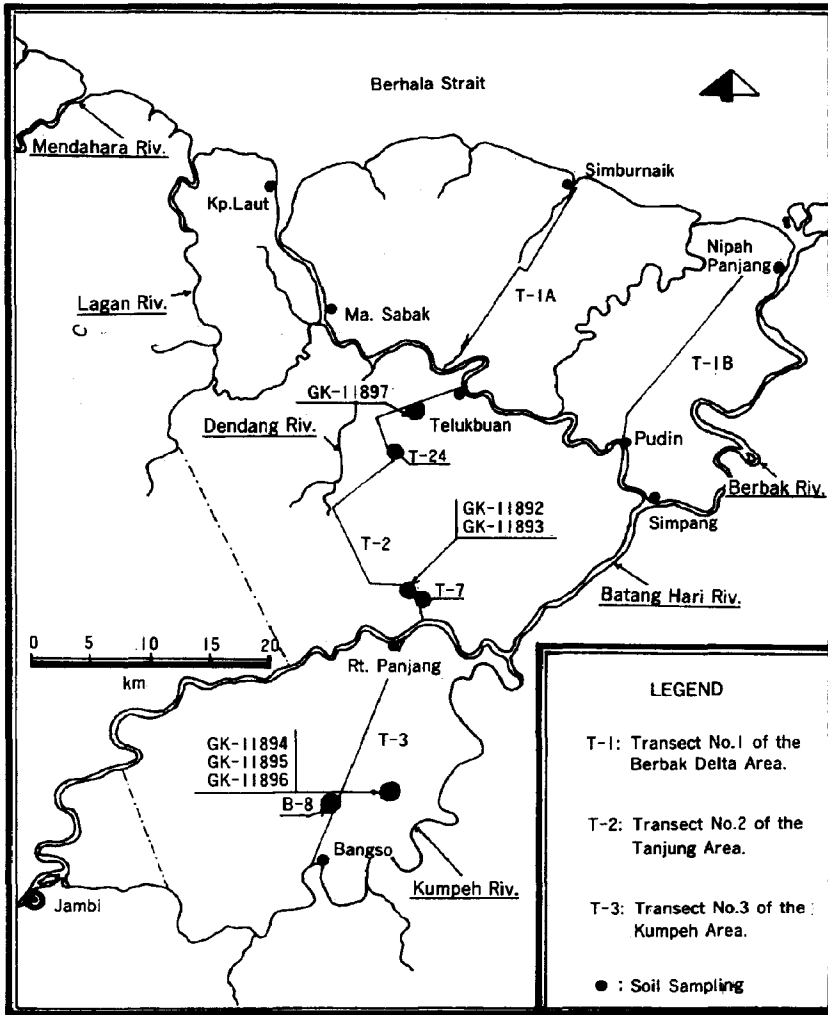 Berhala Strait
Mendahara Riv.
Simburnaik
Kp.Laut
Nipah
Panjang
Lagan Riv.
T-1A
Ma. Sabak
T-1B
GK-11897
Telukbuan
Dendang Riv.
Pudin
T-24
Berbak Riv.
GK-11892
GK-11893
Simpang
T-2
T-7
Batang Hari Riv.
0 5 10 15 20
km
Rt. Panjang
GK-11894
GK-11895
GK-11896
T-3
B-8
Bangso
Kumpeh Riv.
Jambi
LEGEND
T-1: Transect No.1 of the
Berbak Delta Area.
T-2: Transect No.2 of the
Tanjung Area.
T-3: Transect No.3 of the
Kumpeh Area.
● : Soil Sampling